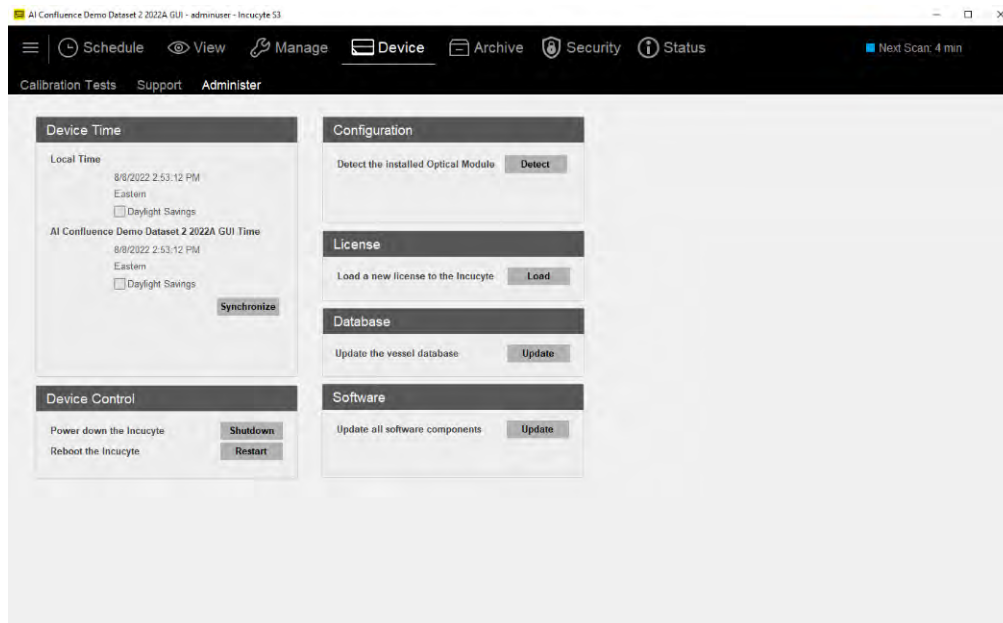 AI Confluence Demo Dataset 2 2022A GUI - adminuser - Incucyte S3
Schedule View Manage Device Archive Security Status Next Scan: 4 min
Calibration Tests Support Administer
Device Time
Local Time
8/8/2022 2:53:12 PM
Eastern
Daylight Savings
AI Confluence Demo Dataset 2 2022A GUI Time
8/8/2022 2:53:12 PM
Eastern
Daylight Savings
Synchronize
Device Control
Power down the Incucyte Shutdown
Reboot the Incucyte Restart
Configuration
Detect the installed Optical Module Detect
License
Load a new license to the Incucyte Load
Database
Update the vessel database Update
Software
Update all software components Update